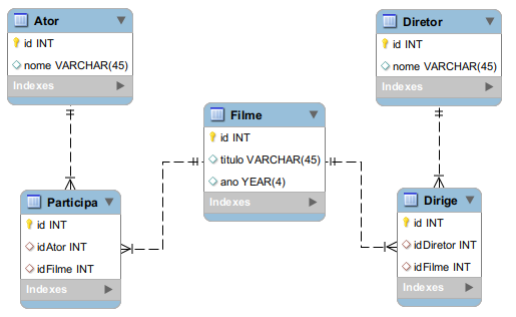 Ator
id INT
nome VARCHAR(45)
Indexes
Diretor
id INT
nome VARCHAR(45)
Indexes
Filme
id INT
titulo VARCHAR(45)
ano YEAR(4)
Indexes
Participa
id INT
idAtor INT
idFilme INT
Indexes
Dirige
id INT
idDiretor INT
idFilme INT
Indexes